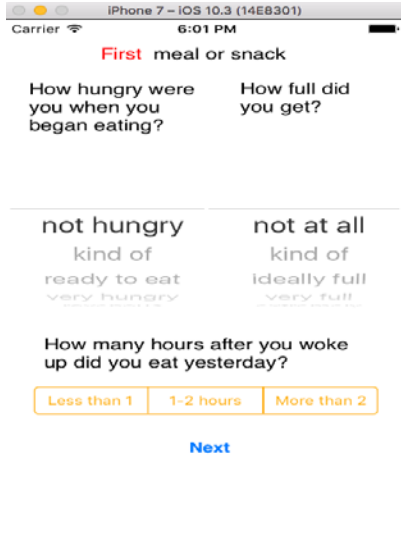 iPhone 7 – iOS 10.3 (14E8301)
Carrier 6:01 PM
First meal or snack
How hungry were
you when you
began eating?
How full did
you get?
not hungry
kind of
ready to eat
very hungry
not at all
kind of
ideally full
very full
How many hours after you woke
up did you eat yesterday?
Less than 1
1-2 hours
More than 2
Next